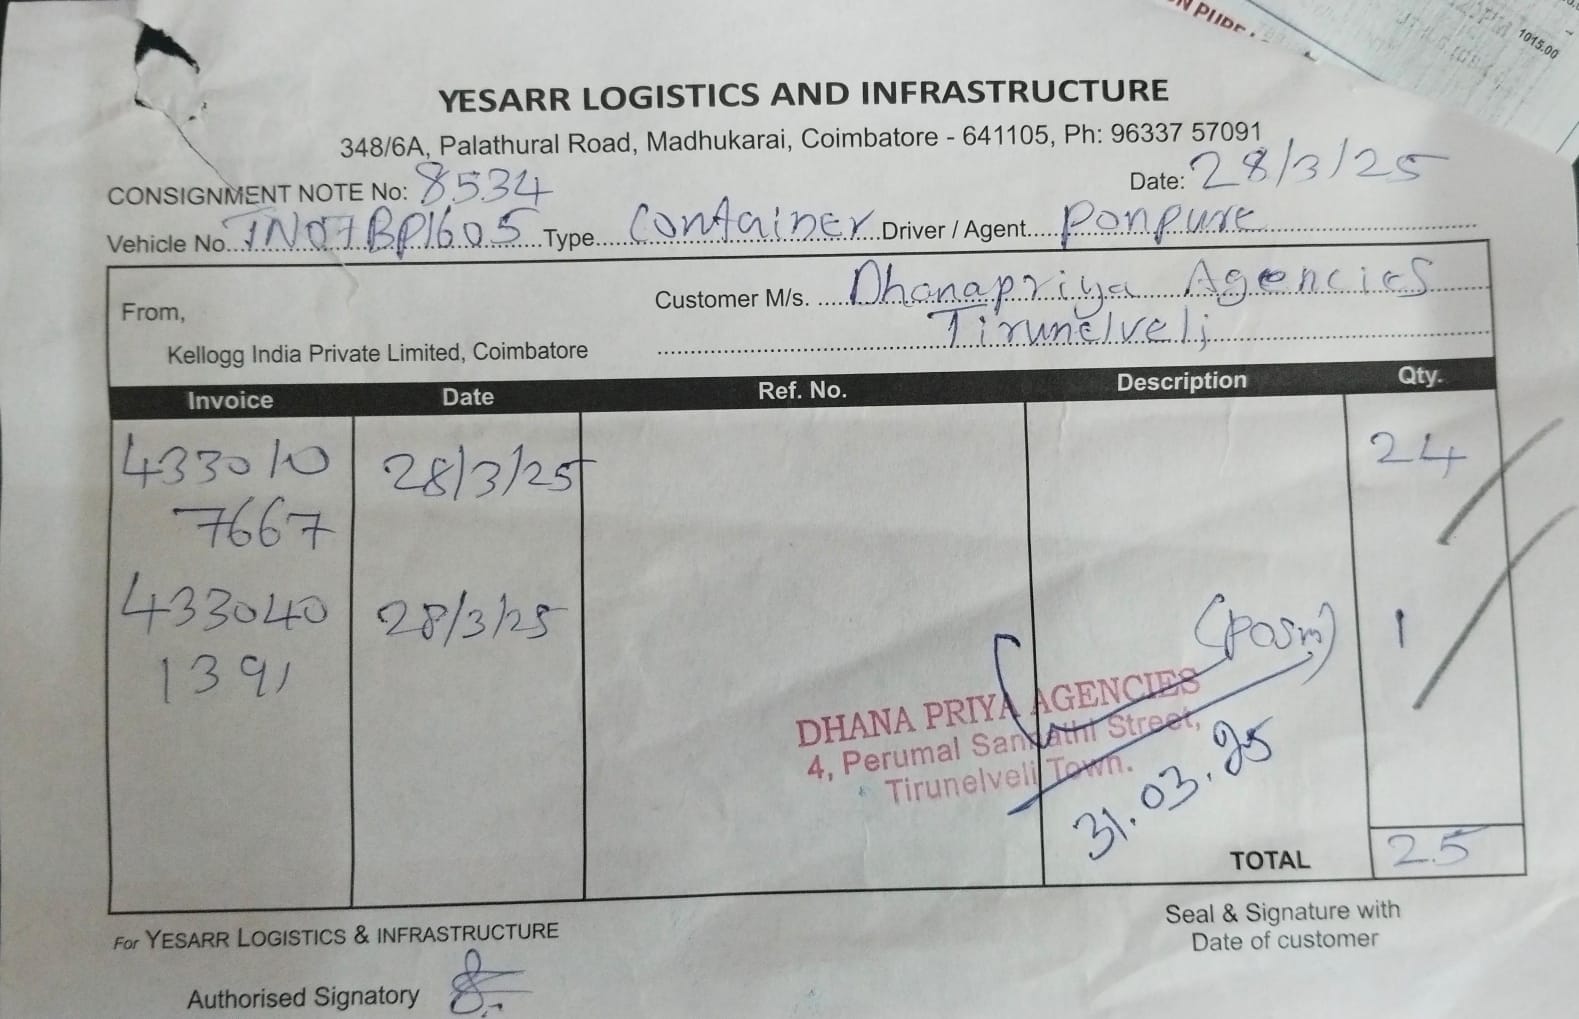 N PURE
1015.00
YESARR LOGISTICS AND INFRASTRUCTURE
348/6A, Palathural Road, Madhukarai, Coimbatore - 641105, Ph: 96337 57091
CONSIGNMENT NOTE No: 8534 Date: 28/3/25
Vehicle No. TN07BP1605 Type Container Driver / Agent Ponpure
From, Customer M/s. Dhanapriya Agencies
Tirunelveli
Kellogg India Private Limited, Coimbatore
Invoice Date Ref. No. Description Qty.
433010 28/3/25 24
7667
433040 28/3/25 (POSM) 1
1391
DHANA PRIYA AGENCIES
4, Perumal Sannathi Street,
Tirunelveli Town.
31.03.25
TOTAL 25
For YESARR LOGISTICS & INFRASTRUCTURE
Seal & Signature with
Date of customer
Authorised Signatory